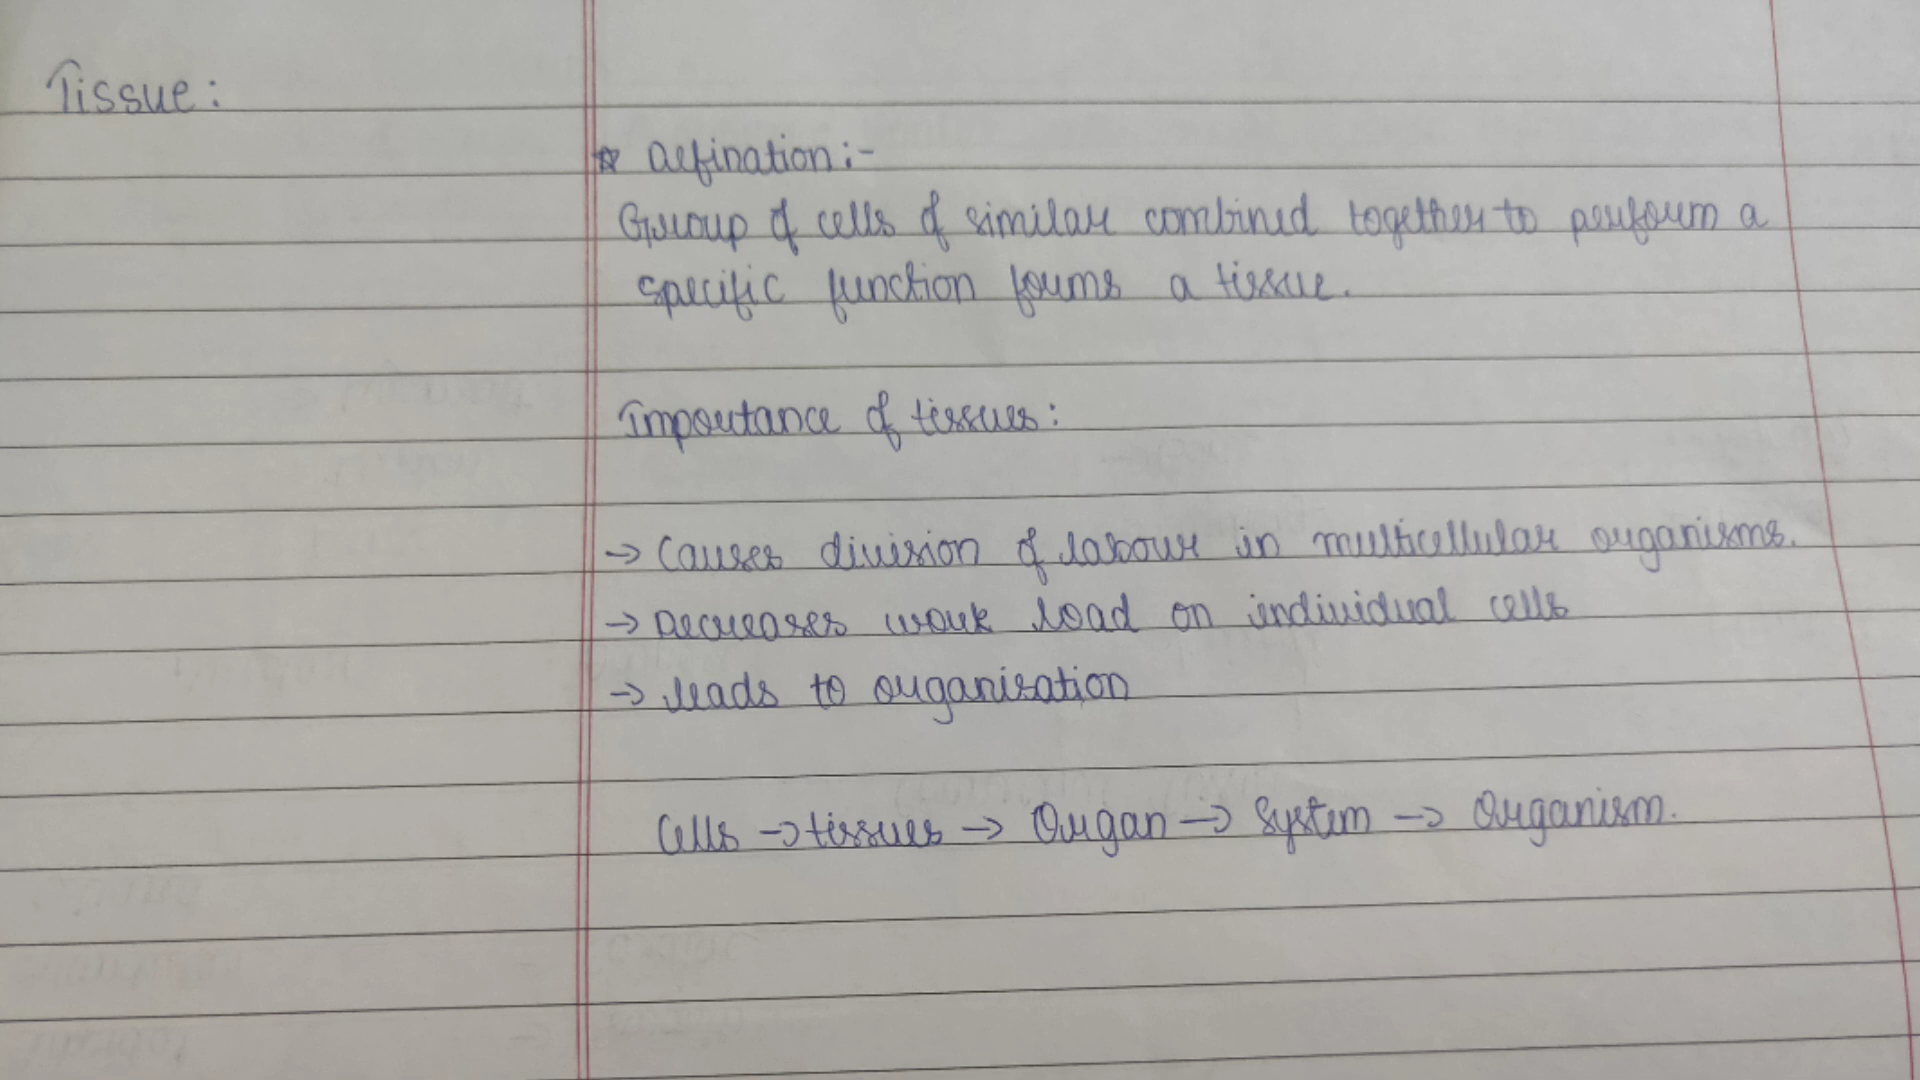 Tissue:
☆ defination:-
Group of cells of similar combined together to perform a
specific function forms a tissue.
Importance of tissues:
→ Causes division of labour in multicellular organisms.
→ Decreases work load on individual cells
→ leads to organisation
Cells → tissues → Organ → System → Organism.